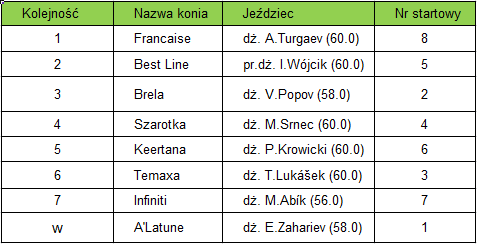 Kolejność Nazwa konia Jeździec Nr startowy
1 Francaise dż. A.Turgaev (60.0) 8
2 Best Line pr.dż. I.Wójcik (60.0) 5
3 Brela dż. V.Popov (58.0) 2
4 Szarotka dż. M.Srnec (60.0) 4
5 Keertana dż. P.Krowicki (60.0) 6
6 Temaxa dż. T.Lukášek (60.0) 3
7 Infiniti dż. M.Abík (56.0) 7
w A'Latune dż. E.Zahariev (58.0) 1